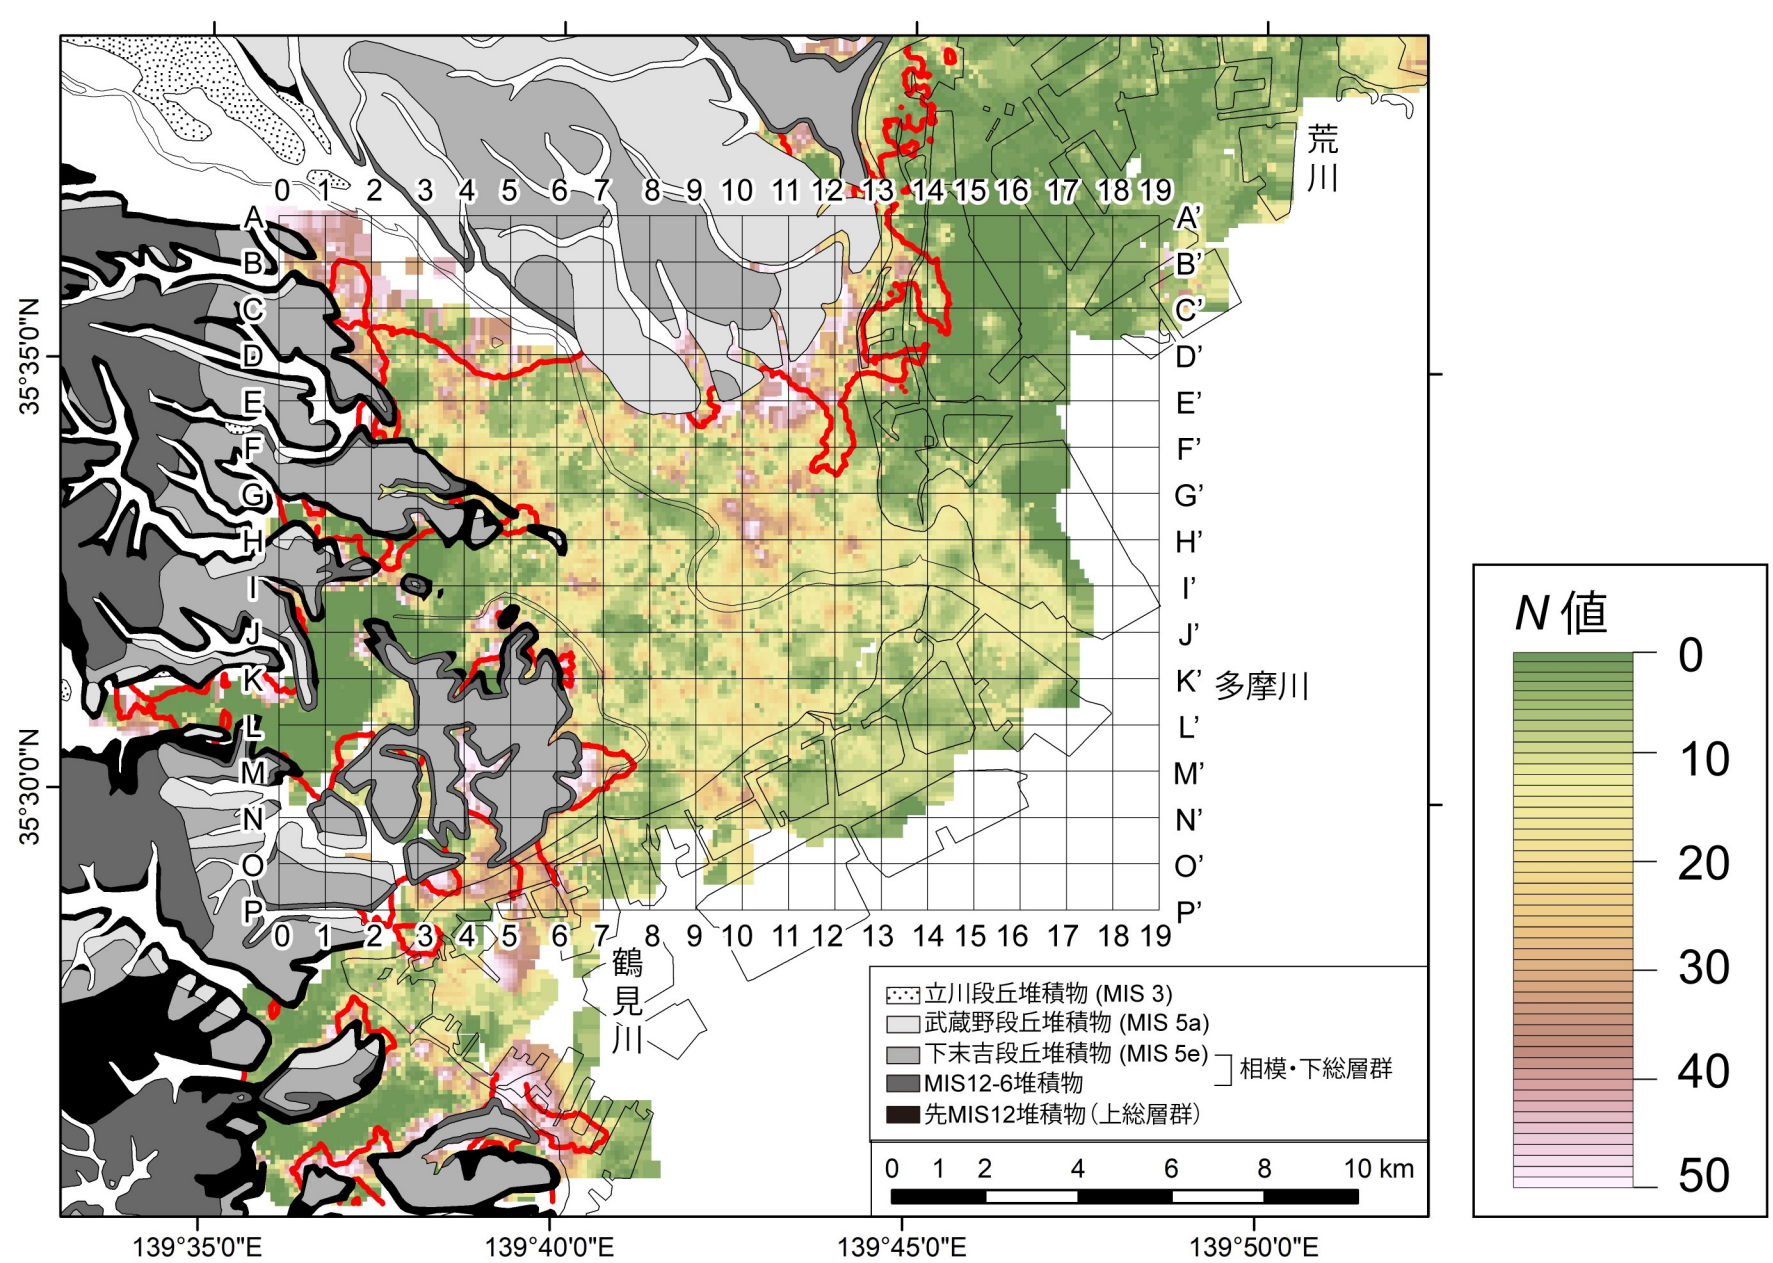 荒川
0 1 2 3 4 5 6 7 8 9 10 11 12 13 14 15 16 17 18 19
A A’
B B’
C C’
D D’
E E’
F F’
G G’
H H’
I I’
J J’
K K’ 多摩川
L L’
M M’
N N’
O O’
P P’
0 1 2 3 4 5 6 7 8 9 10 11 12 13 14 15 16 17 18 19
鶴見川
35°35'0"N
35°30'0"N
139°35'0"E 139°40'0"E 139°45'0"E 139°50'0"E
立川段丘堆積物 (MIS 3)
武蔵野段丘堆積物 (MIS 5a)
下末吉段丘堆積物 (MIS 5e)
MIS12-6堆積物
相模・下総層群
先MIS12堆積物（上総層群）
0 1 2 4 6 8 10 km
N 値
0
10
20
30
40
50